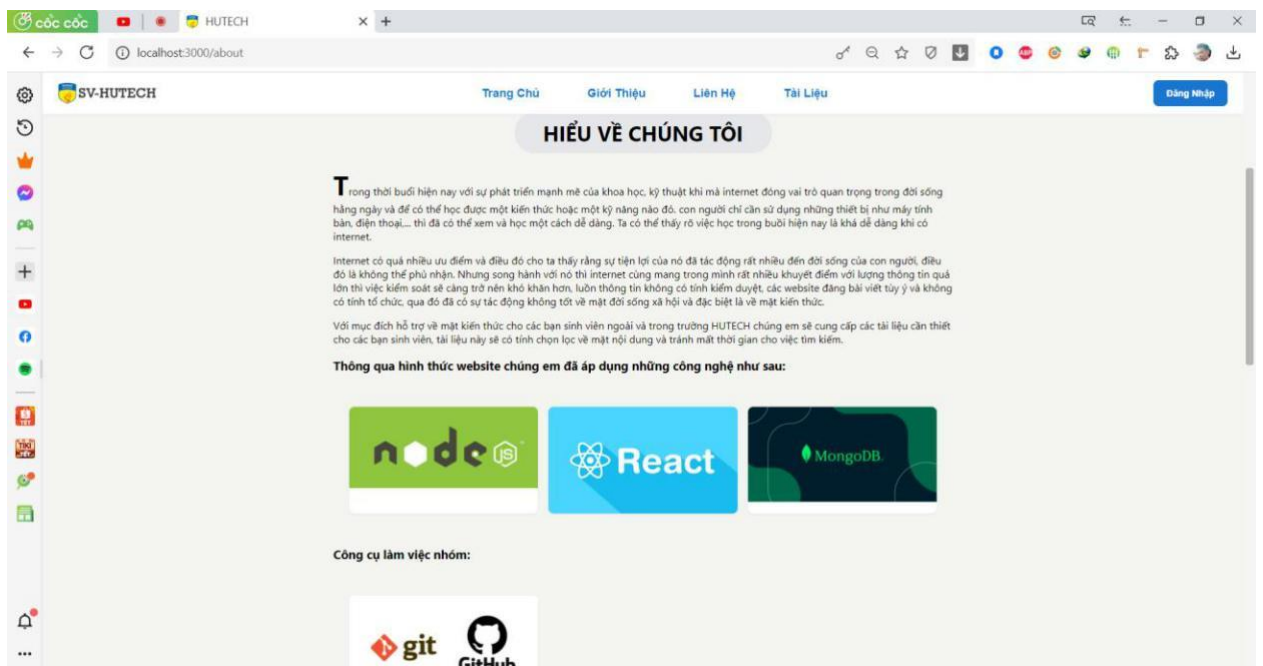 cốc cốc
HUTECH
localhost:3000/about
SV-HUTECH
Trang Chủ Giới Thiệu Liên Hệ Tài Liệu
Đăng Nhập
HIỂU VỀ CHÚNG TÔI
Trong thời buổi hiện nay với sự phát triển mạnh mẽ của khoa học, kỹ thuật khi mà internet đóng vai trò quan trọng trong đời sống
hằng ngày và để có thể học được một kiến thức hoặc một kỹ năng nào đó. con người chỉ cần sử dụng những thiết bị như máy tính
bàn, điện thoại,... thì đã có thể xem và học một cách dễ dàng. Ta có thể thấy rõ việc học trong buổi hiện nay là khá dễ dàng khi có
internet.
Internet có quá nhiều ưu điểm và điều đó cho ta thấy rằng sự tiện lợi của nó đã tác động rất nhiều đến đời sống của con người, điều
đó là không thể phủ nhận. Nhưng song hành với nó thì internet cũng mang trong mình rất nhiều khuyết điểm với lượng thông tin quá
lớn thì việc kiểm soát sẽ càng trở nên khó khăn hơn, luồn thông tin không có tính kiểm duyệt, các website đăng bài viết tùy ý và không
có tính tổ chức, qua đó đã có sự tác động không tốt về mặt đời sống xã hội và đặc biệt là về mặt kiến thức.
Với mục đích hỗ trợ về mặt kiến thức cho các bạn sinh viên ngoài và trong trường HUTECH chúng em sẽ cung cấp các tài liệu cần thiết
cho các bạn sinh viên, tài liệu này sẽ có tính chọn lọc về mặt nội dung và tránh mất thời gian cho việc tìm kiếm.
Thông qua hình thức website chúng em đã áp dụng những công nghệ như sau:
node JS
React
MongoDB.
Công cụ làm việc nhóm:
git
GitHub